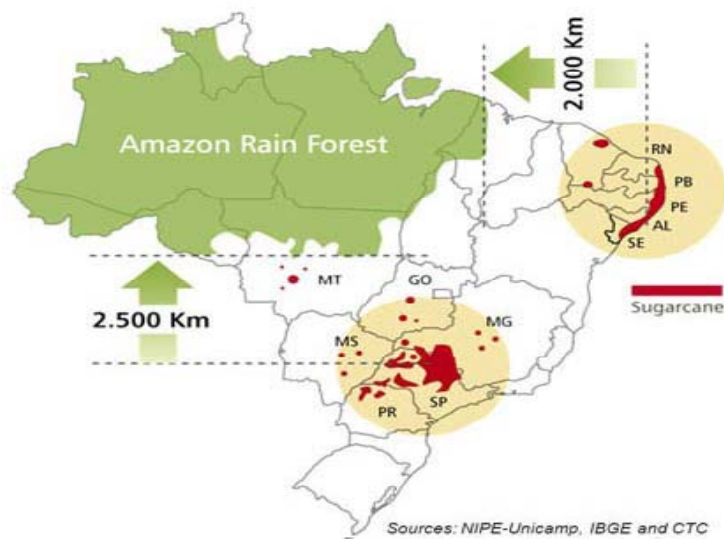 2.000 Km
Amazon Rain Forest
RN
PB
PE
AL
SE
MT
GO
Sugarcane
2.500 Km
MS
MG
PR
SP
Sources: NIPE-Unicamp, IBGE and CTC